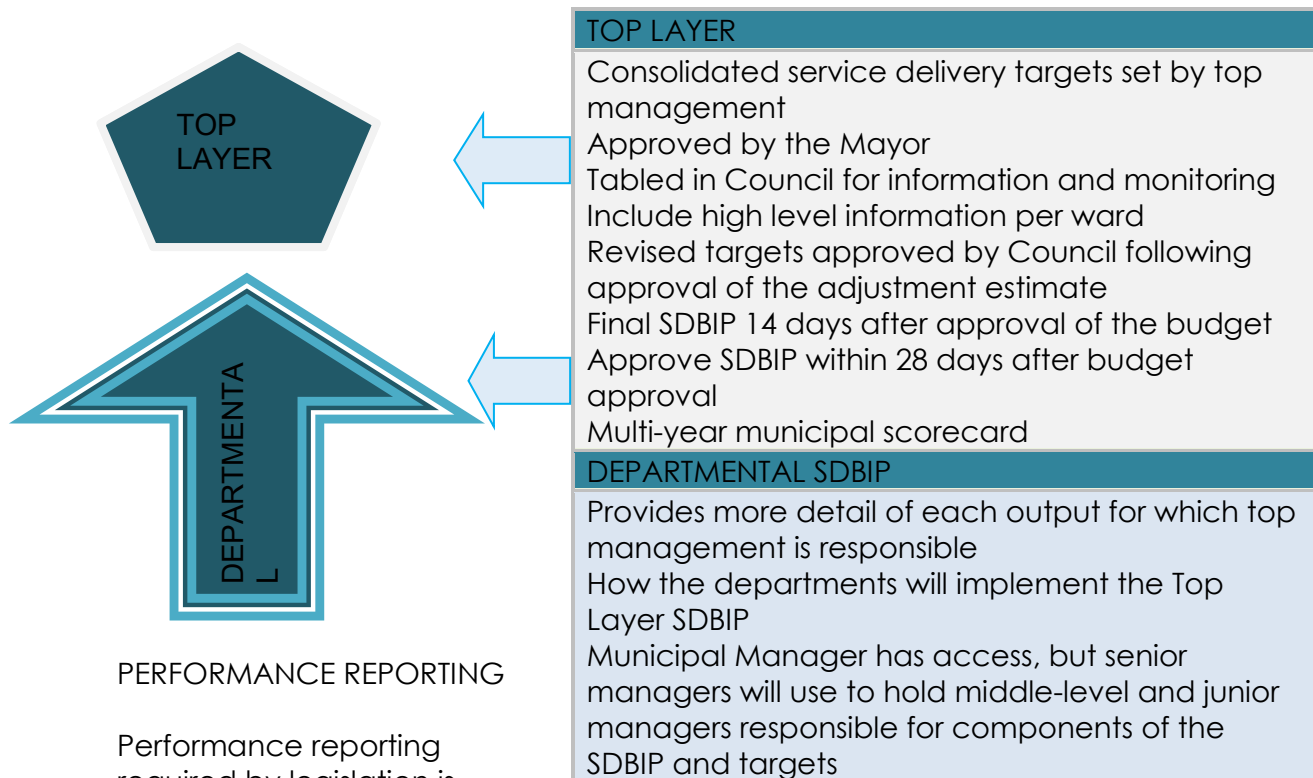 TOP
LAYER
DEPARTMENTA
L
PERFORMANCE REPORTING
Performance reporting
required by legislation is
TOP LAYER
Consolidated service delivery targets set by top
management
Approved by the Mayor
Tabled in Council for information and monitoring
Include high level information per ward
Revised targets approved by Council following
approval of the adjustment estimate
Final SDBIP 14 days after approval of the budget
Approve SDBIP within 28 days after budget
approval
Multi-year municipal scorecard
DEPARTMENTAL SDBIP
Provides more detail of each output for which top
management is responsible
How the departments will implement the Top
Layer SDBIP
Municipal Manager has access, but senior
managers will use to hold middle-level and junior
managers responsible for components of the
SDBIP and targets